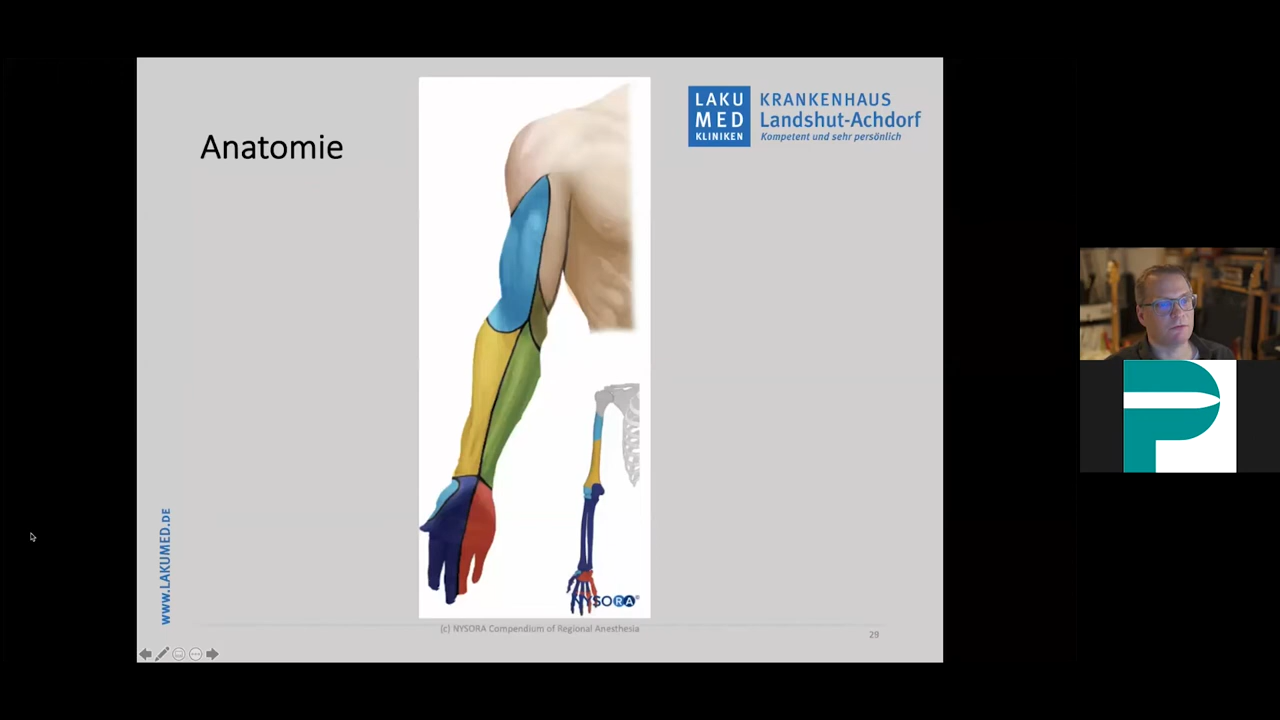 Anatomie
LAKU
MED
KLINIKEN
KRANKENHAUS
Landshut-Achdorf
Kompetent und sehr persönlich
WWW.LAKUMED.DE
NYSORA
(c) NYSORA Compendium of Regional Anesthesia
29
P